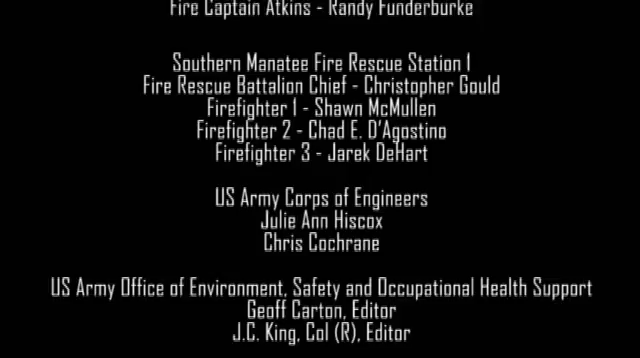 Fire Captain Atkins - Randy Funderburke
Southern Manatee Fire Rescue Station 1
Fire Rescue Battalion Chief - Christopher Gould
Firefighter 1 - Shawn McMullen
Firefighter 2 - Chad E. D'Agostino
Firefighter 3 - Jarek DeHart
US Army Corps of Engineers
Julie Ann Hiscox
Chris Cochrane
US Army Office of Environment, Safety and Occupational Health Support
Geoff Carton, Editor
J.C. King, Col (R), Editor